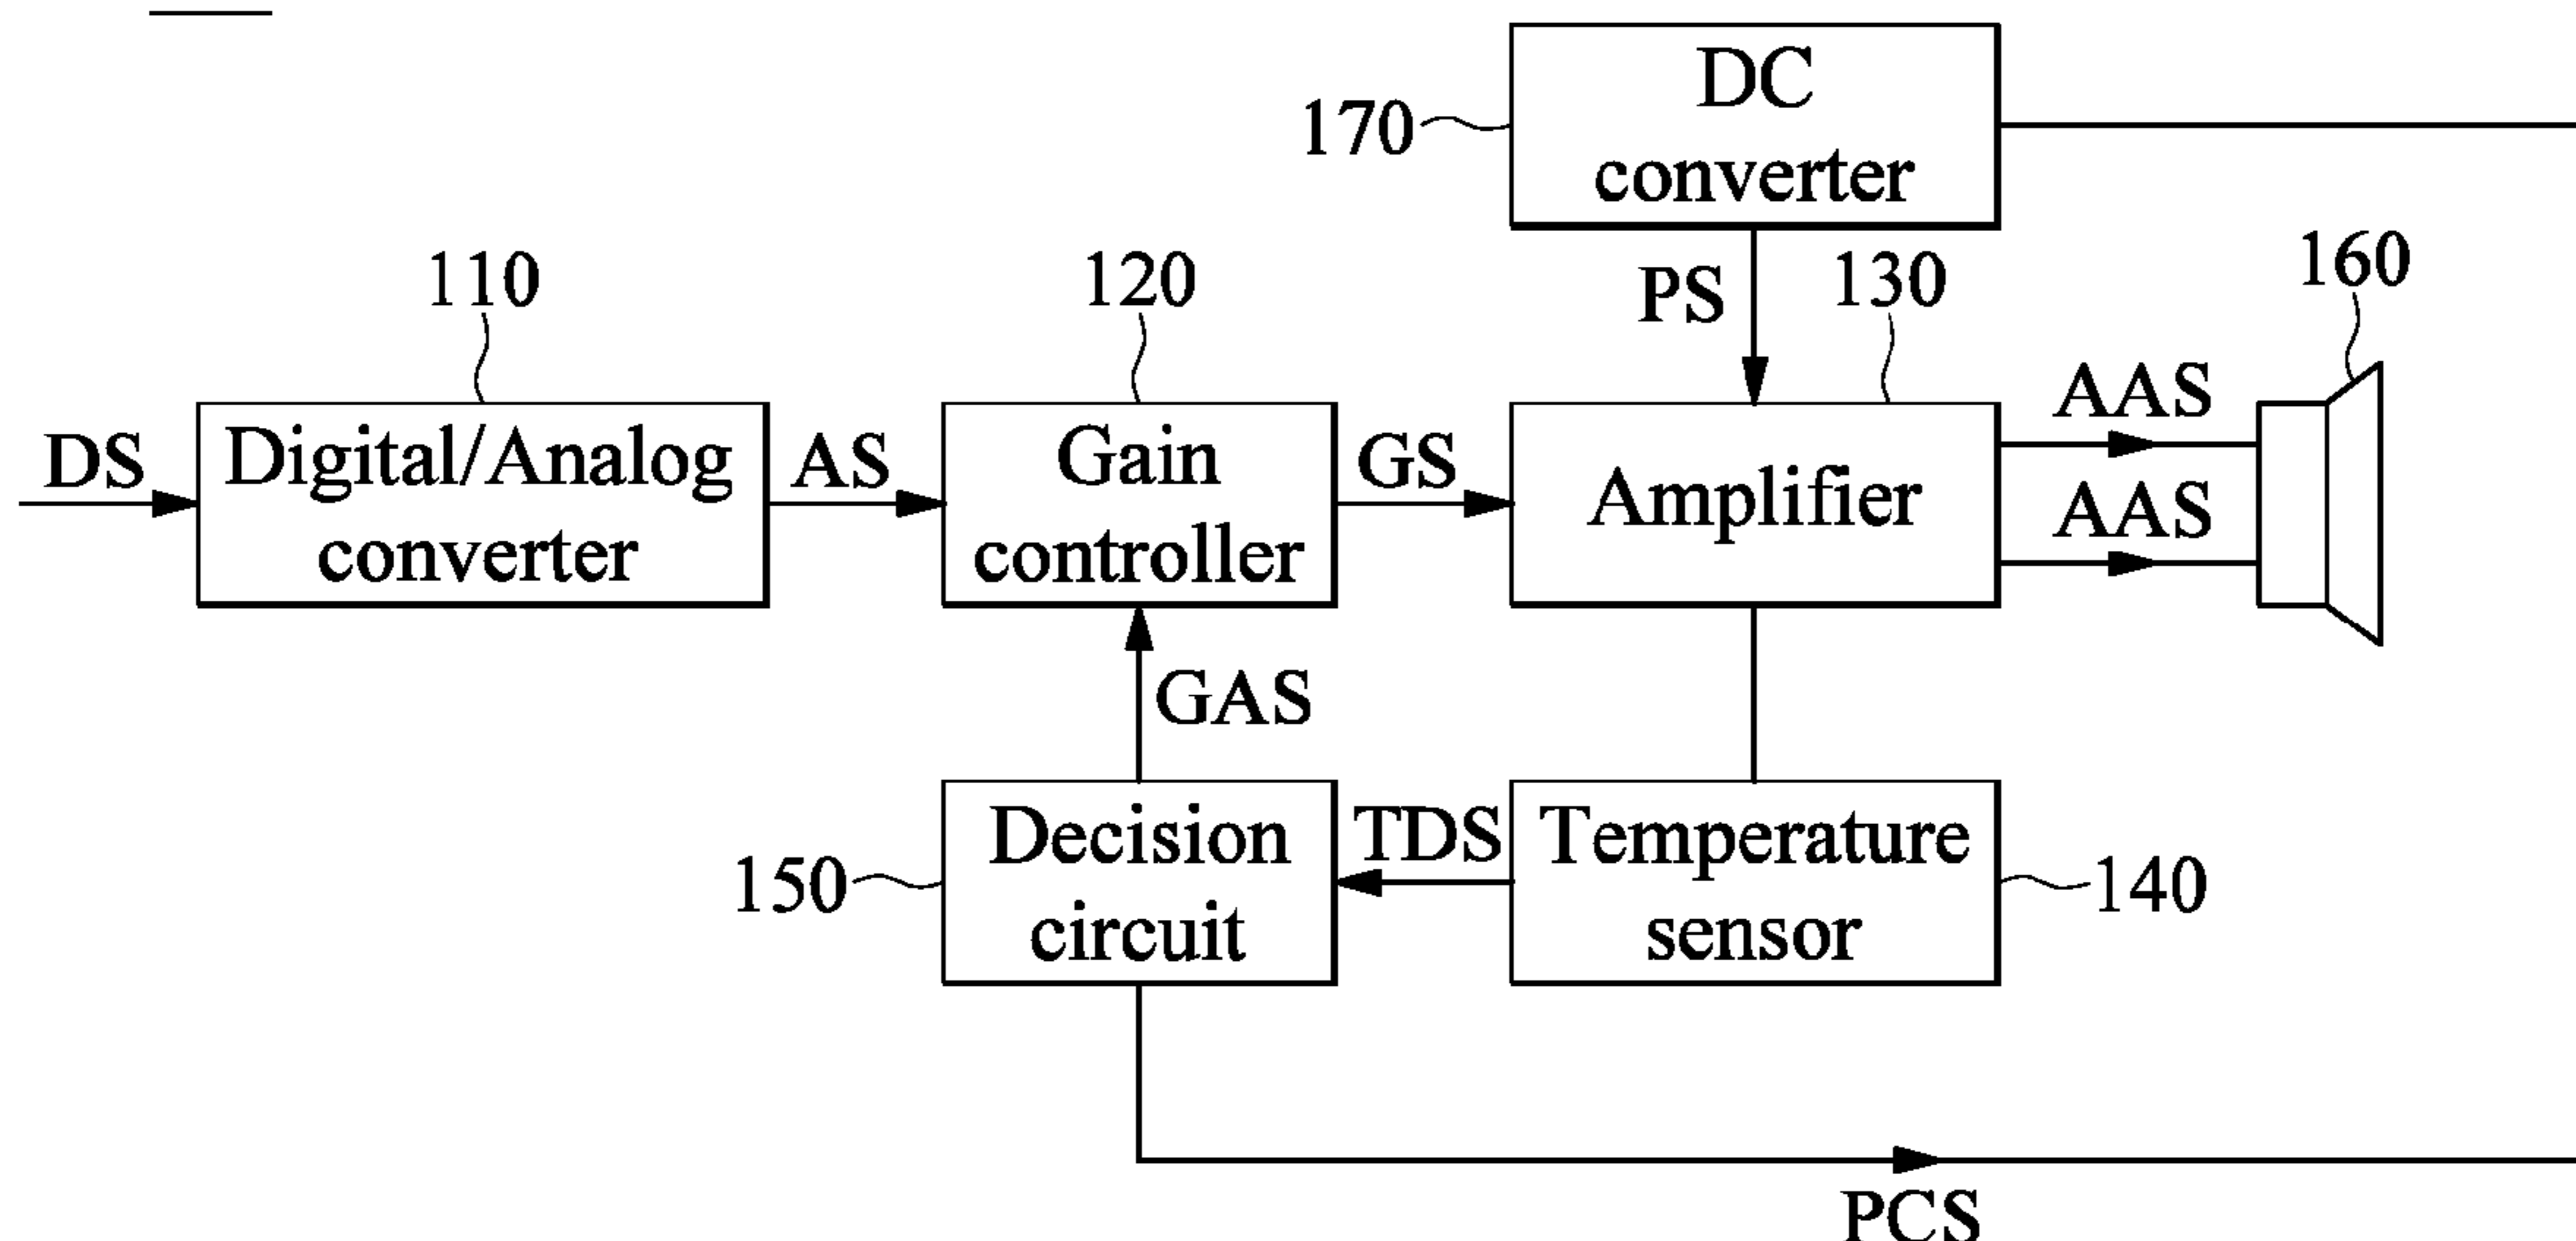 DC
converter
170
110
120
PS
130
160
DS
Digital/Analog
converter
AS
Gain
controller
GS
Amplifier
AAS
AAS
GAS
150
Decision
circuit
TDS
Temperature
sensor
140
PCS